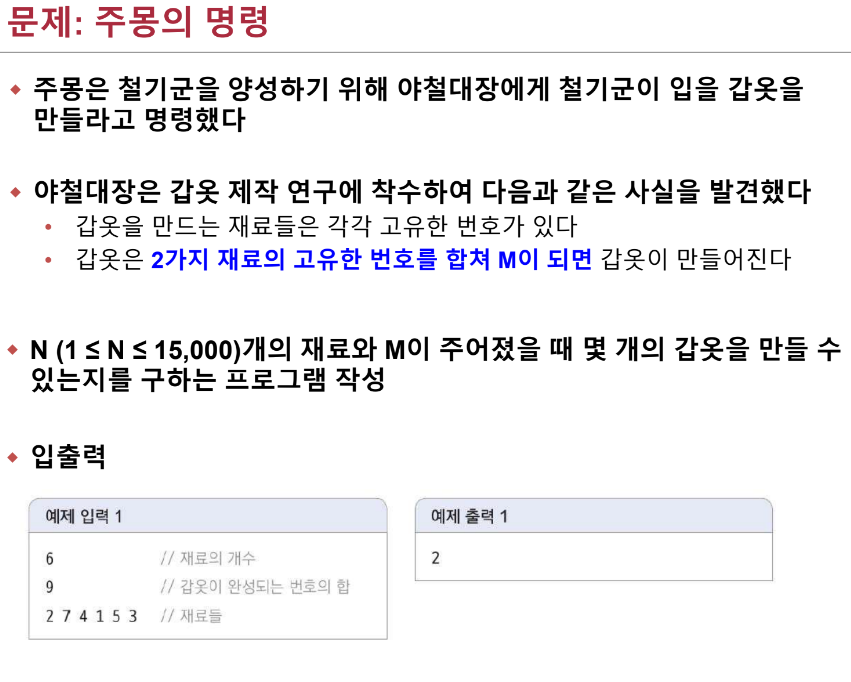 문제: 주몽의 명령
주몽은 철기군을 양성하기 위해 야철대장에게 철기군이 입을 갑옷을
만들라고 명령했다
야철대장은 갑옷 제작 연구에 착수하여 다음과 같은 사실을 발견했다
갑옷을 만드는 재료들은 각각 고유한 번호가 있다
갑옷은 2가지 재료의 고유한 번호를 합쳐 M이 되면 갑옷이 만들어진다
N (1 ≤ N ≤ 15,000)개의 재료와 M이 주어졌을 때 몇 개의 갑옷을 만들 수
있는지를 구하는 프로그램 작성
입출력
예제 입력 1
6 // 재료의 개수
9 // 갑옷이 완성되는 번호의 합
2 7 4 1 5 3 // 재료들
예제 출력 1
2